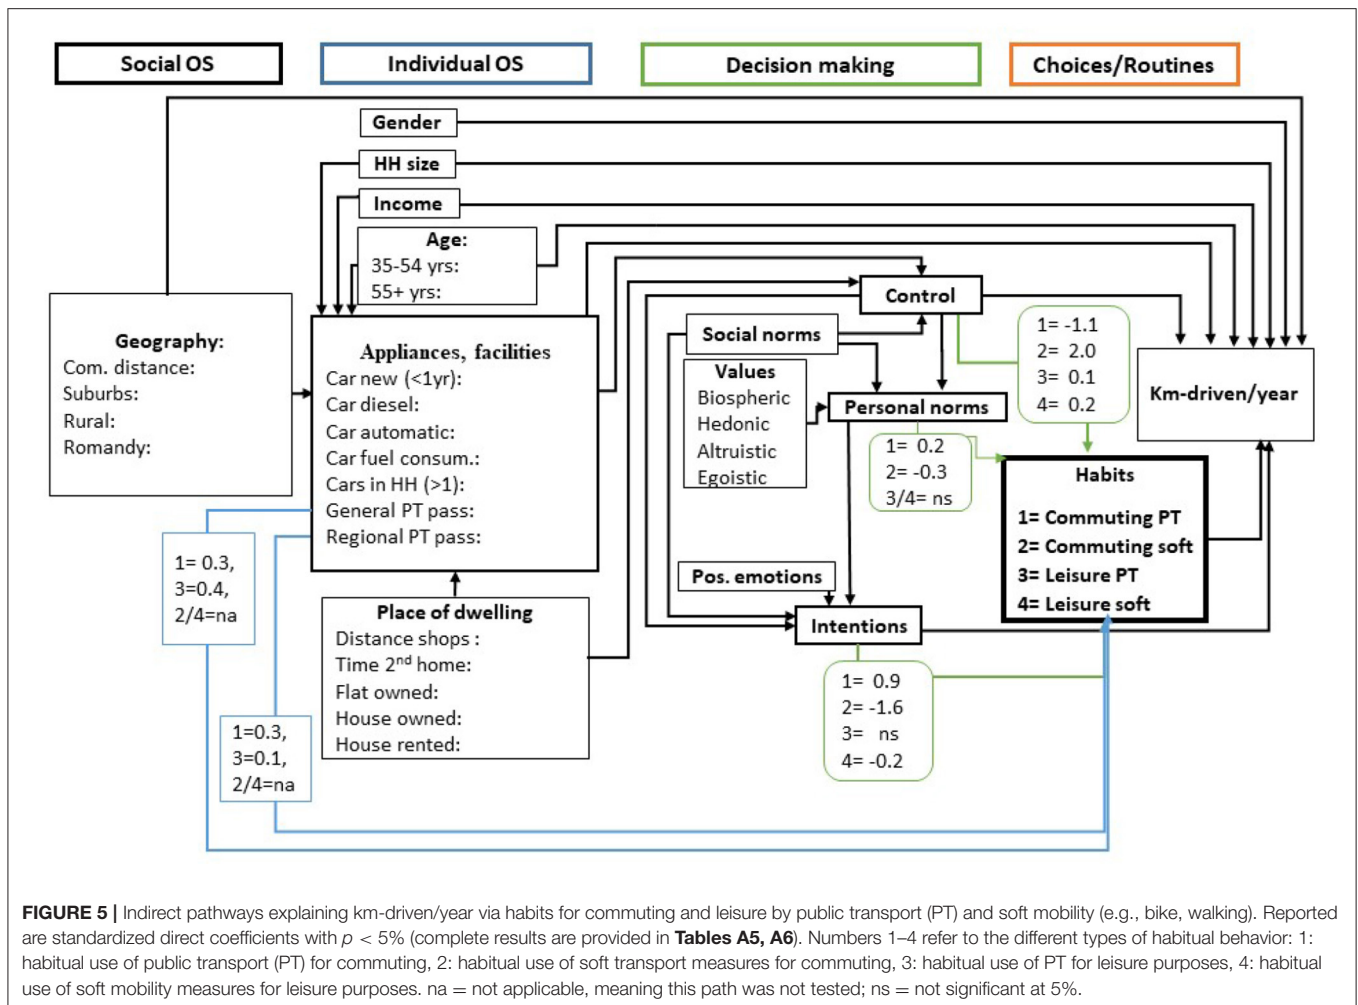 Social OS
Individual OS
Decision making
Choices/Routines
Gender
HH size
Income
Age:
35-54 yrs:
55+ yrs:
Geography:
Com. distance:
Suburbs:
Rural:
Romandy:
Appliances, facilities
Car new (<1yr):
Car diesel:
Car automatic:
Car fuel consum.:
Cars in HH (>1):
General PT pass:
Regional PT pass:
Place of dwelling
Distance shops :
Time 2nd home:
Flat owned:
House owned:
House rented:
1= 0.3,
3=0.4,
2/4=na
1=0.3,
3=0.1,
2/4=na
Control
Social norms
Values
Biospheric
Hedonic
Altruistic
Egoistic
Personal norms
Pos. emotions
Intentions
1= -1.1
2= 2.0
3= 0.1
4= 0.2
1= 0.2
2= -0.3
3/4= ns
1= 0.9
2= -1.6
3= ns
4= -0.2
Km-driven/year
Habits
1= Commuting PT
2= Commuting soft
3= Leisure PT
4= Leisure soft
FIGURE 5 | Indirect pathways explaining km-driven/year via habits for commuting and leisure by public transport (PT) and soft mobility (e.g., bike, walking). Reported
are standardized direct coefficients with p < 5% (complete results are provided in Tables A5, A6). Numbers 1–4 refer to the different types of habitual behavior: 1:
habitual use of public transport (PT) for commuting, 2: habitual use of soft transport measures for commuting, 3: habitual use of PT for leisure purposes, 4: habitual
use of soft mobility measures for leisure purposes. na = not applicable, meaning this path was not tested; ns = not significant at 5%.